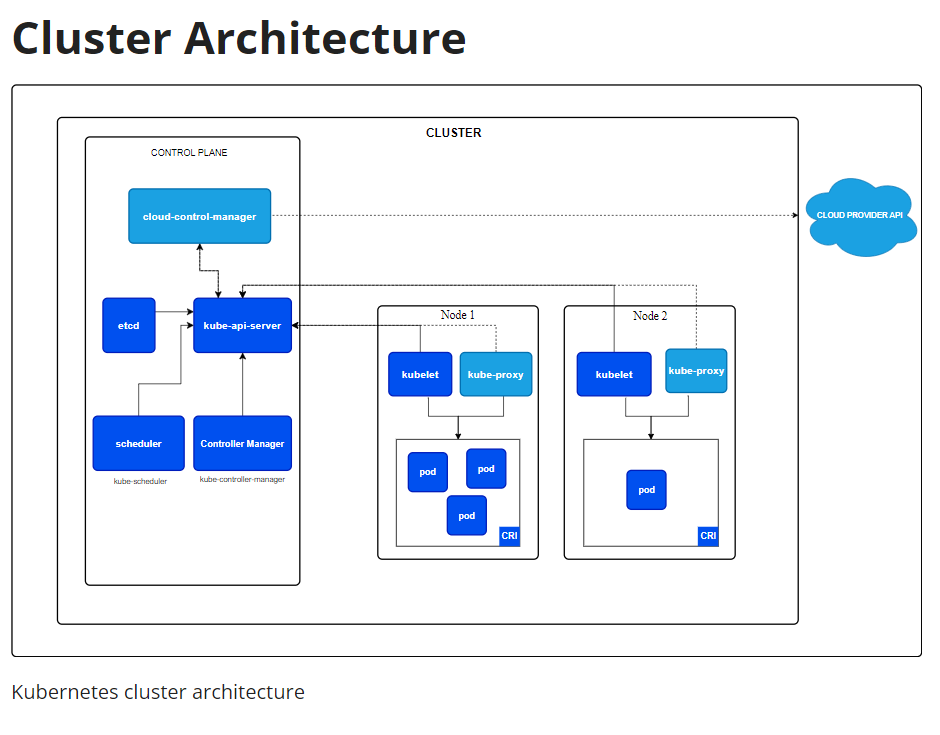 Cluster Architecture
CLUSTER
CONTROL PLANE
cloud-control-manager
CLOUD PROVIDER API
etcd
kube-api-server
scheduler
kube-scheduler
Controller Manager
kube-controller-manager
Node 1
kubelet
kube-proxy
pod
pod
pod
CRI
Node 2
kubelet
kube-proxy
pod
CRI
Kubernetes cluster architecture